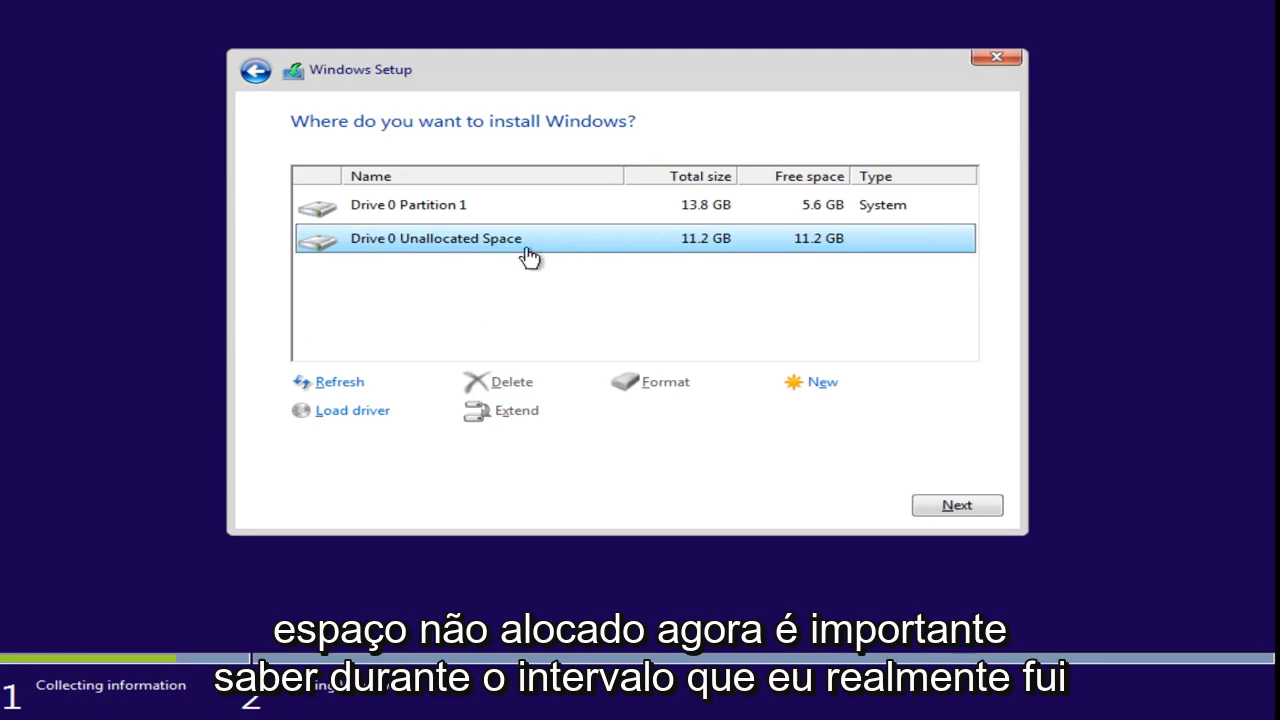 Windows Setup
Where do you want to install Windows?
Name Total size Free space Type
Drive 0 Partition 1 13.8 GB 5.6 GB System
Drive 0 Unallocated Space 11.2 GB 11.2 GB
Refresh Delete Format New
Load driver Extend
Next
espaço não alocado agora é importante
saber durante o intervalo que eu realmente fui
1 Collecting information 2